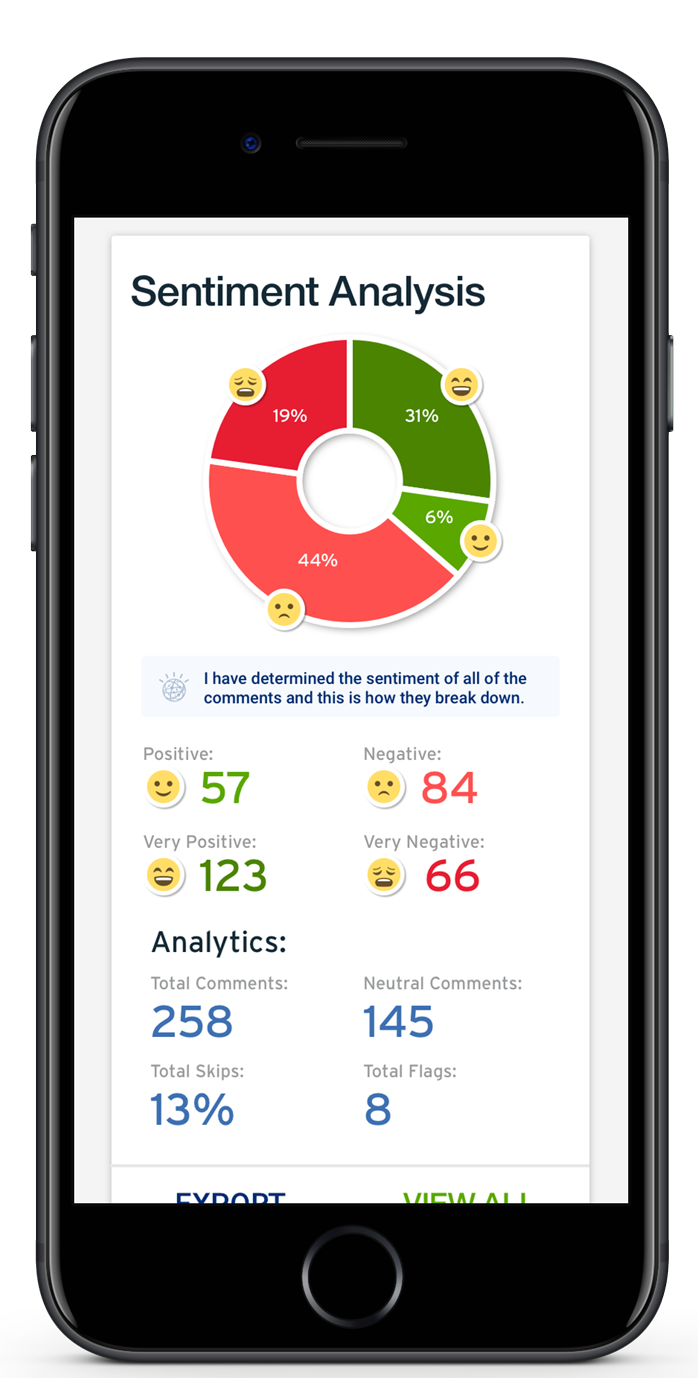 Sentiment Analysis
19%
31%
6%
44%
I have determined the sentiment of all of the
comments and this is how they break down.
Positive:
57
Negative:
84
Very Positive:
123
Very Negative:
66
Analytics:
Total Comments:
258
Neutral Comments:
145
Total Skips:
13%
Total Flags:
8
EXPORT
VIEW ALL